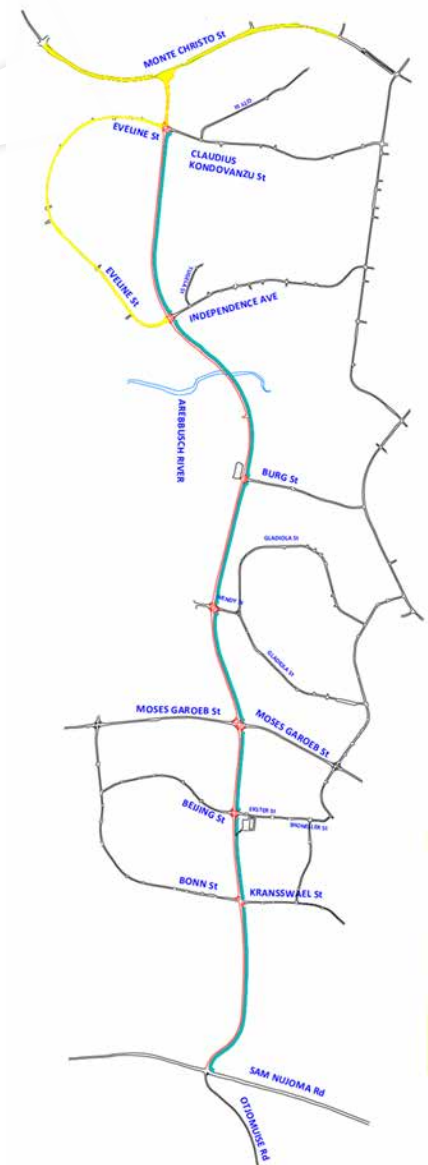 MONTE CHRISTO St
EVELINE St
CLAUDIUS
KONDOVANZU St
EVELINE St
INDEPENDENCE AVE
AREBBUSCH RIVER
BURG St
GLADIOLA St
GLADIOLA St
MOSES GAROEB St
MOSES GAROEB St
BEIJING St
EXSTER St
BONN St
KRANSSWAEL St
SAM NUJOMA Rd
OTJOMUISE Rd